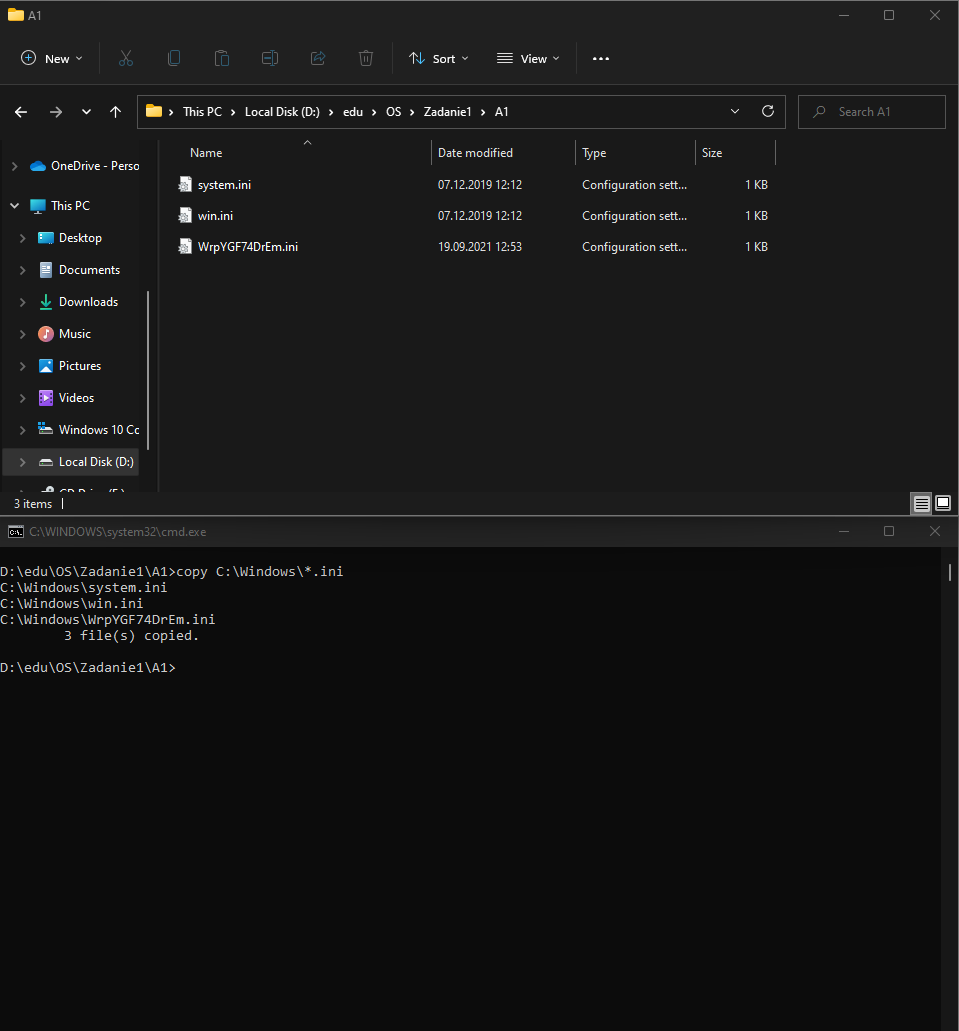 A1
New Sort View
This PC Local Disk (D:) edu OS Zadanie1 A1 Search A1
Name Date modified Type Size
system.ini 07.12.2019 12:12 Configuration sett... 1 KB
win.ini 07.12.2019 12:12 Configuration sett... 1 KB
WrpYGF74DrEm.ini 19.09.2021 12:53 Configuration sett... 1 KB
OneDrive - Perso
This PC
Desktop
Documents
Downloads
Music
Pictures
Videos
Windows 10 Co
Local Disk (D:)
3 items
C:\WINDOWS\system32\cmd.exe
D:\edu\OS\Zadanie1\A1>copy C:\Windows\*.ini
C:\Windows\system.ini
C:\Windows\win.ini
C:\Windows\WrpYGF74DrEm.ini
3 file(s) copied.
D:\edu\OS\Zadanie1\A1>